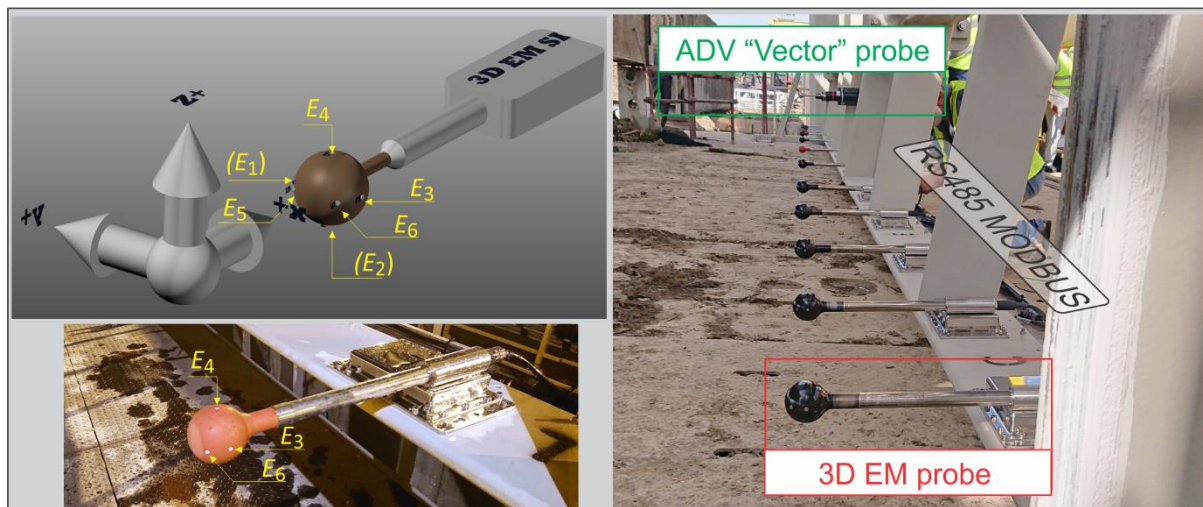 3D EM SI
Z+
E4
(E1)
E3
E5
+X
E6
(E2)
E4
E3
E6
ADV “Vector” probe
RS485 MODBUS
3D EM probe